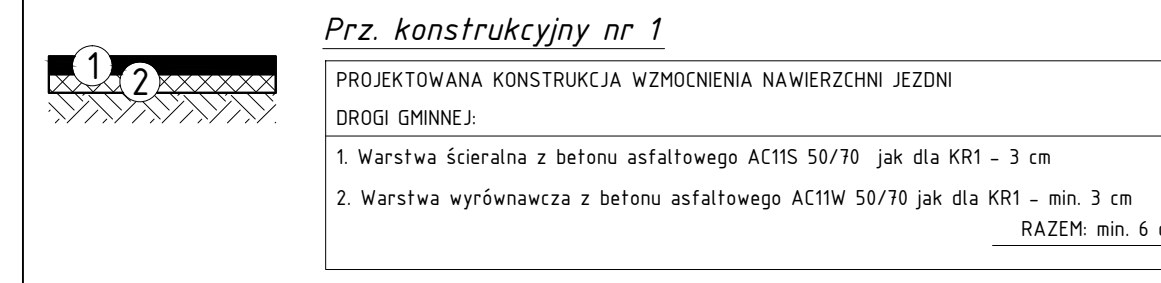 Prz. konstrukcyjny nr 1
1
2
PROJEKTOWANA KONSTRUKCJA WZMOCNIENIA NAWIERZCHNI JEZDNI
DROGI GMINNEJ:
1. Warstwa ścieralna z betonu asfaltowego AC11S 50/70 jak dla KR1 - 3 cm
2. Warstwa wyrównawcza z betonu asfaltowego AC11W 50/70 jak dla KR1 - min. 3 cm
RAZEM: min. 6